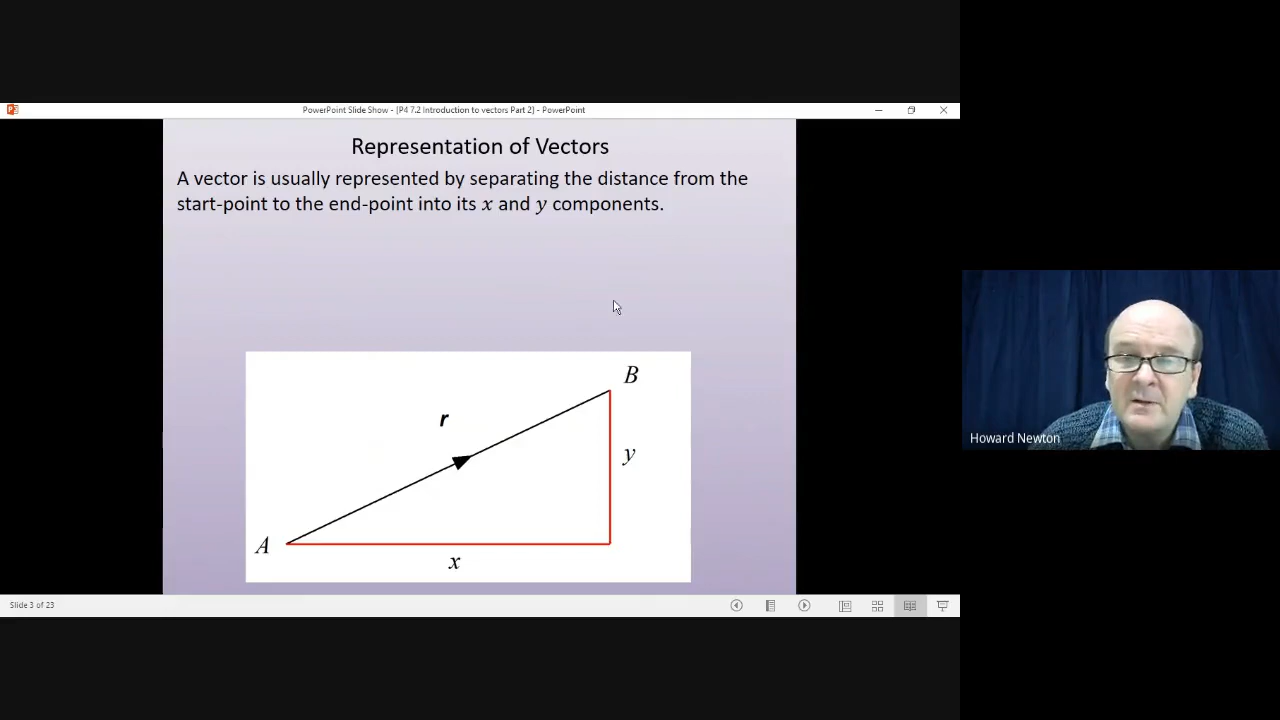 PowerPoint Slide Show - [P4 7.2 Introduction to vectors Part 2] - PowerPoint
Representation of Vectors
A vector is usually represented by separating the distance from the
start-point to the end-point into its x and y components.
B
r
y
A
x
Howard Newton
Slide 3 of 23